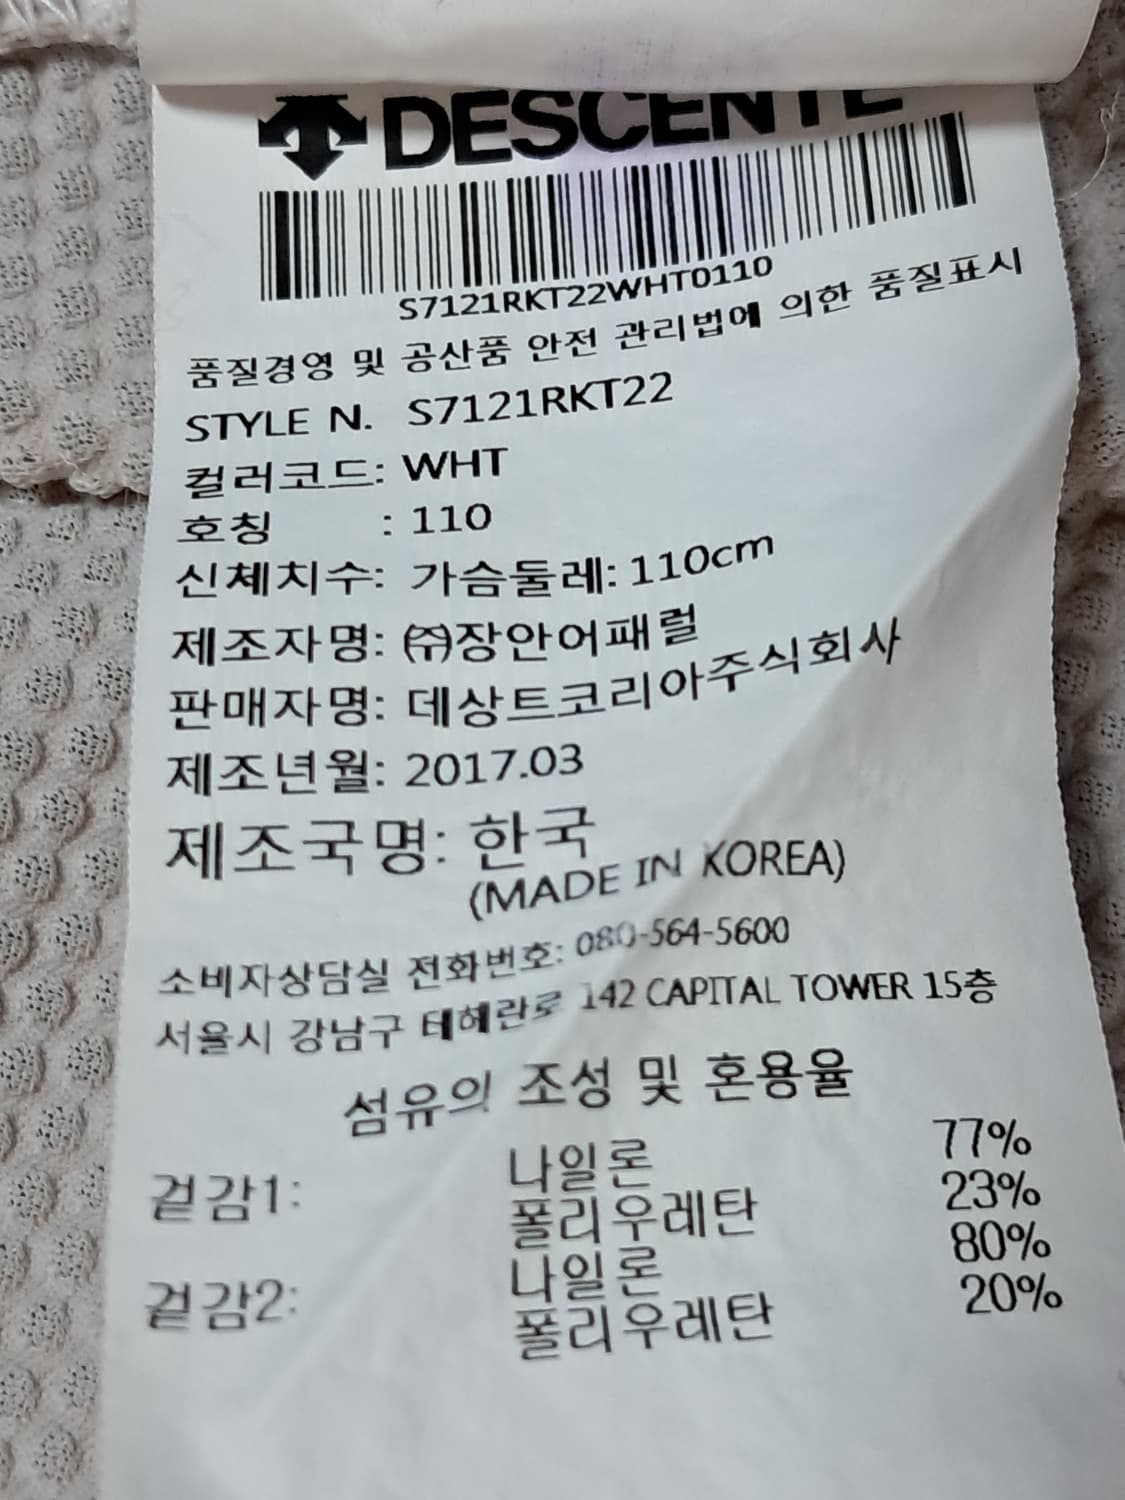 DESCENTE
S7121RKT22WHT0110
품질경영 및 공산품 안전 관리법에 의한 품질표시
STYLE N. S7121RKT22
컬러코드: WHT
호칭 : 110
신체치수: 가슴둘레: 110cm
제조자명: ㈜장안어패럴
판매자명: 데상트코리아주식회사
제조년월: 2017.03
제조국명: 한국
(MADE IN KOREA)
소비자상담실 전화번호: 080-564-5600
서울시 강남구 테헤란로 142 CAPITAL TOWER 15층
섬유의 조성 및 혼용율
겉감1: 나일론 77%
폴리우레탄 23%
겉감2: 나일론 80%
폴리우레탄 20%